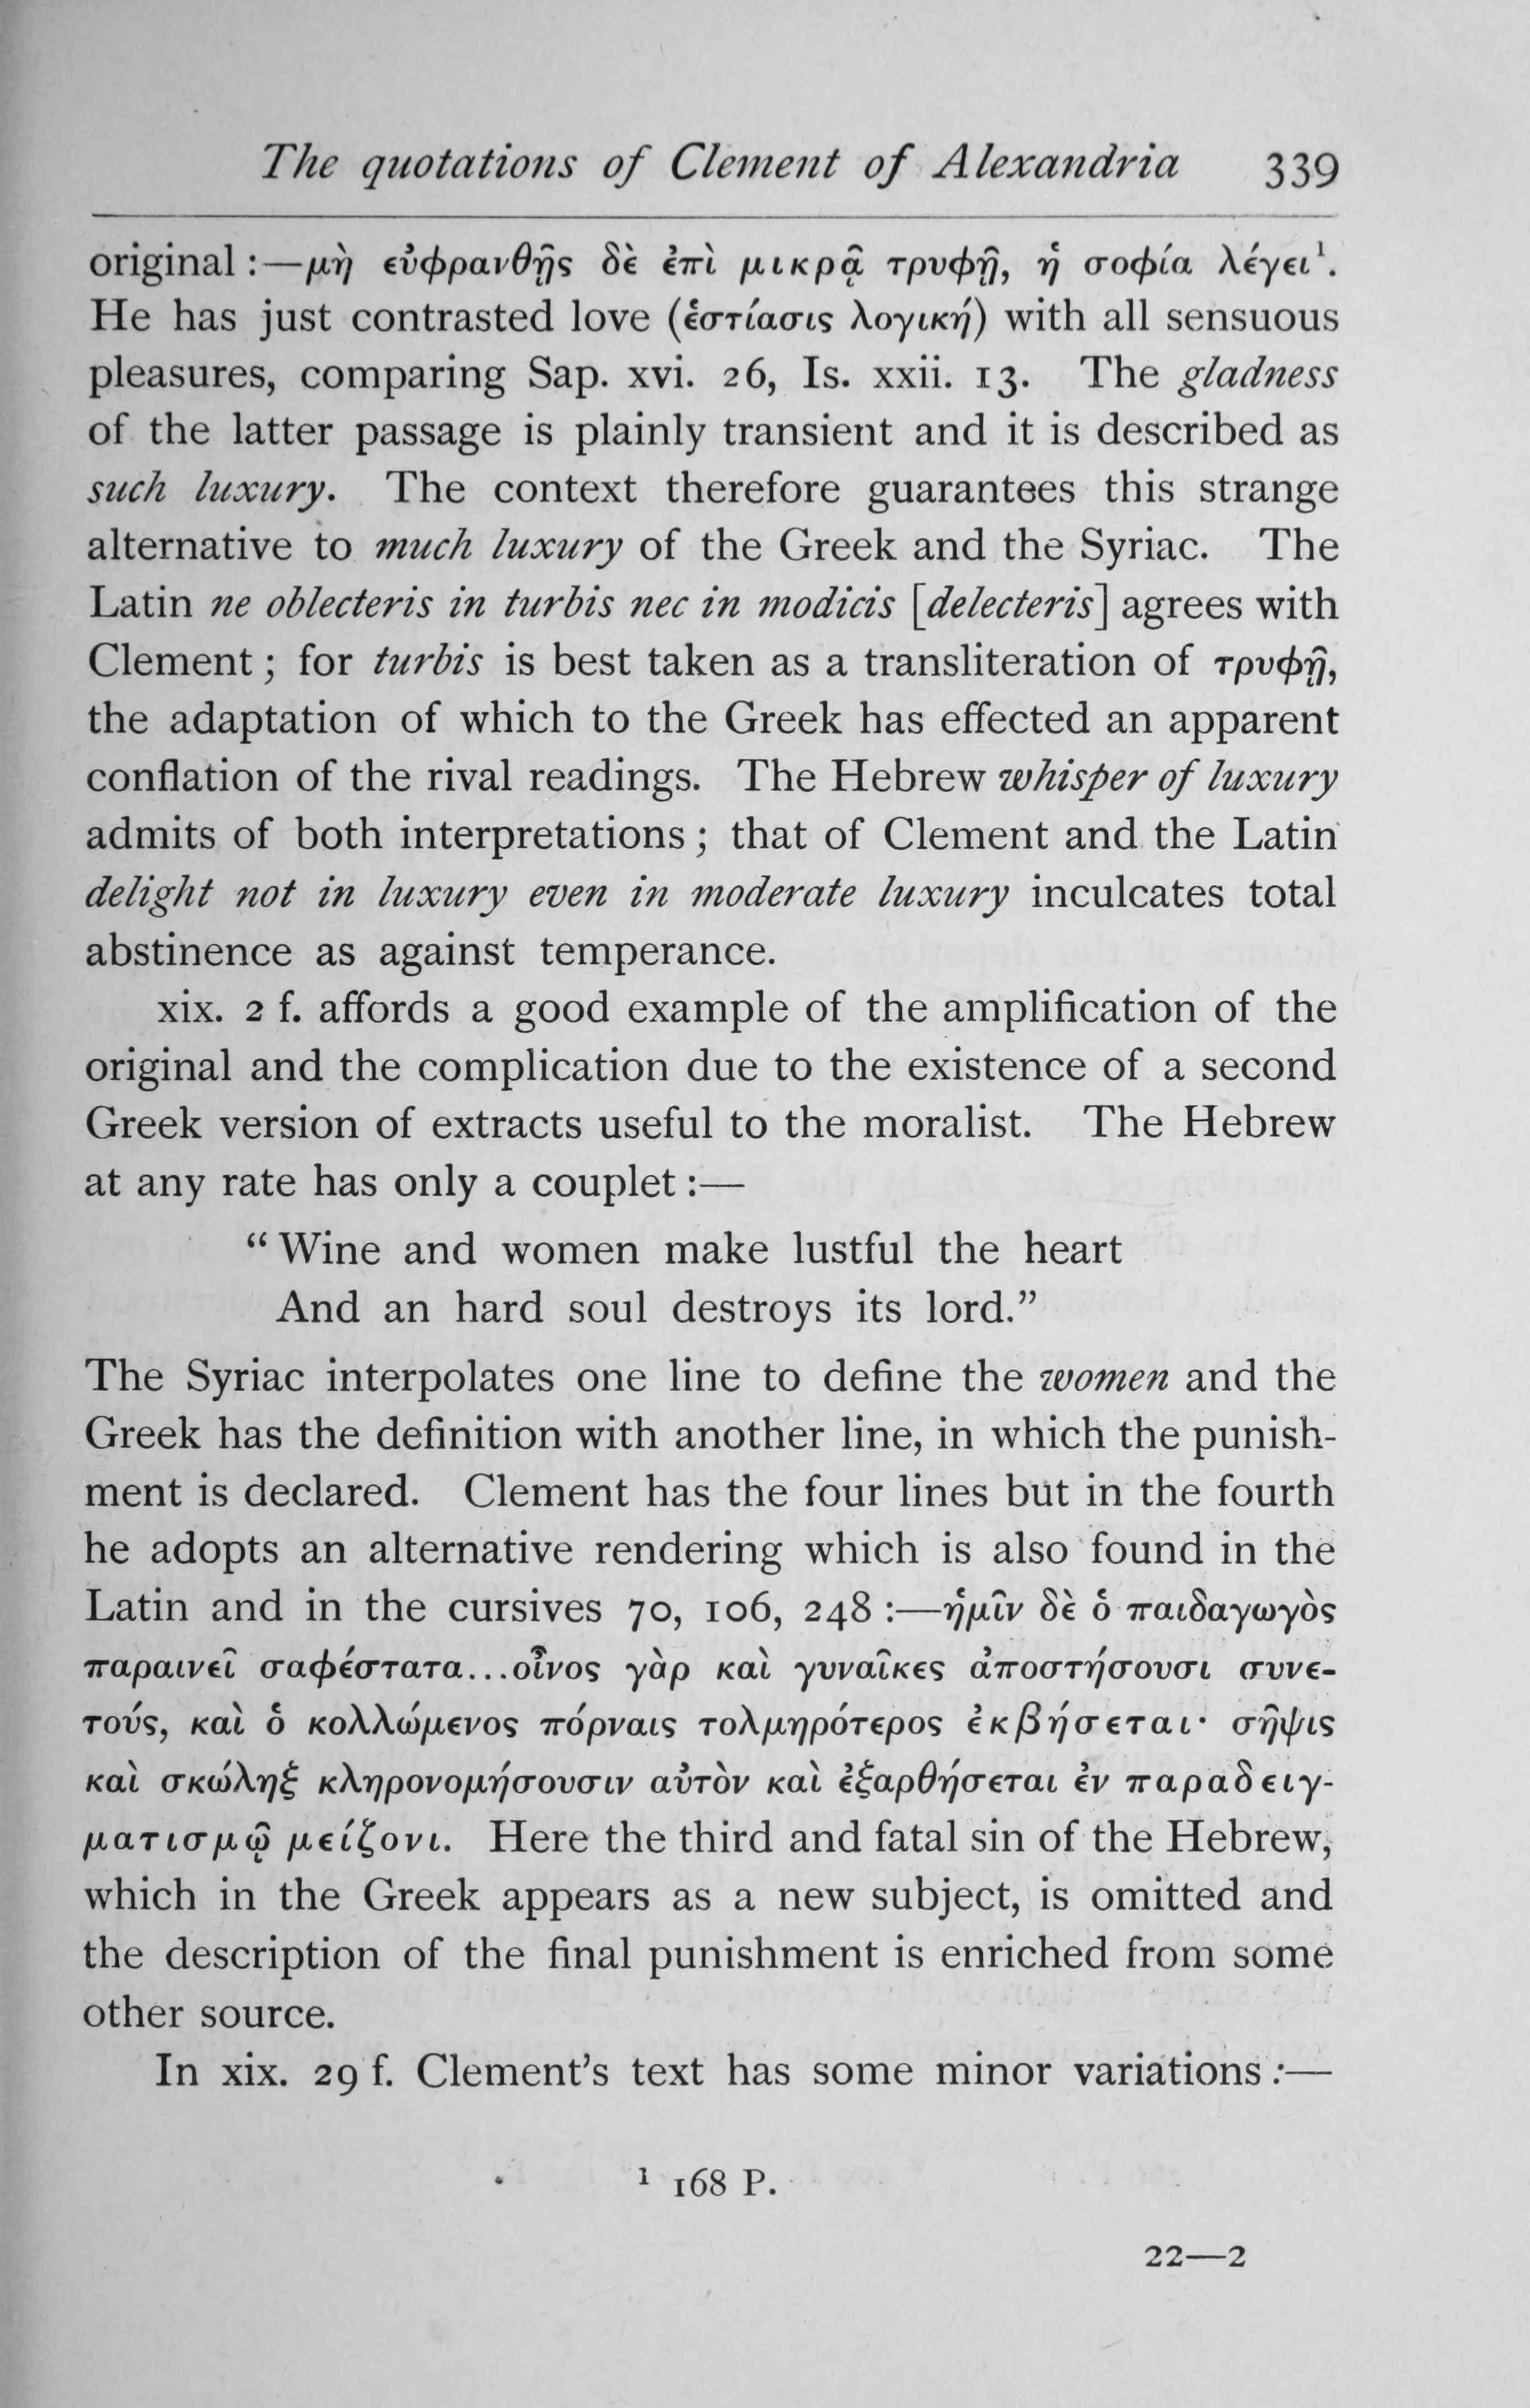 The quotations of Clement of Alexandria 339
original :—μὴ εὐφρανθῇς δὲ ἐπὶ μικρᾷ τρυφῇ, ἡ σοφία λέγει¹.
He has just contrasted love (ἑστίασις λογική) with all sensuous
pleasures, comparing Sap. xvi. 26, Is. xxii. 13. The gladness
of the latter passage is plainly transient and it is described as
such luxury. The context therefore guarantees this strange
alternative to much luxury of the Greek and the Syriac. The
Latin ne oblecteris in turbis nec in modicis [delecteris] agrees with
Clement ; for turbis is best taken as a transliteration of τρυφῇ,
the adaptation of which to the Greek has effected an apparent
conflation of the rival readings. The Hebrew whisper of luxury
admits of both interpretations ; that of Clement and the Latin
delight not in luxury even in moderate luxury inculcates total
abstinence as against temperance.
xix. 2 f. affords a good example of the amplification of the
original and the complication due to the existence of a second
Greek version of extracts useful to the moralist. The Hebrew
at any rate has only a couplet :—
“ Wine and women make lustful the heart
And an hard soul destroys its lord.”
The Syriac interpolates one line to define the women and the
Greek has the definition with another line, in which the punish-
ment is declared. Clement has the four lines but in the fourth
he adopts an alternative rendering which is also found in the
Latin and in the cursives 70, 106, 248 :—ἡμῖν δὲ ὁ παιδαγωγὸς
παραινεῖ σαφέστατα...οἶνος γὰρ καὶ γυναῖκες ἀποστήσουσι συνε-
τούς, καὶ ὁ κολλώμενος πόρναις τολμηρότερος ἐκβήσεται· σῆψις
καὶ σκώληξ κληρονομήσουσιν αὐτὸν καὶ ἐξαρθήσεται ἐν παραδειγ-
ματισμῷ μείζονι. Here the third and fatal sin of the Hebrew,
which in the Greek appears as a new subject, is omitted and
the description of the final punishment is enriched from some
other source.
In xix. 29 f. Clement’s text has some minor variations :—
¹ 168 P.
22—2